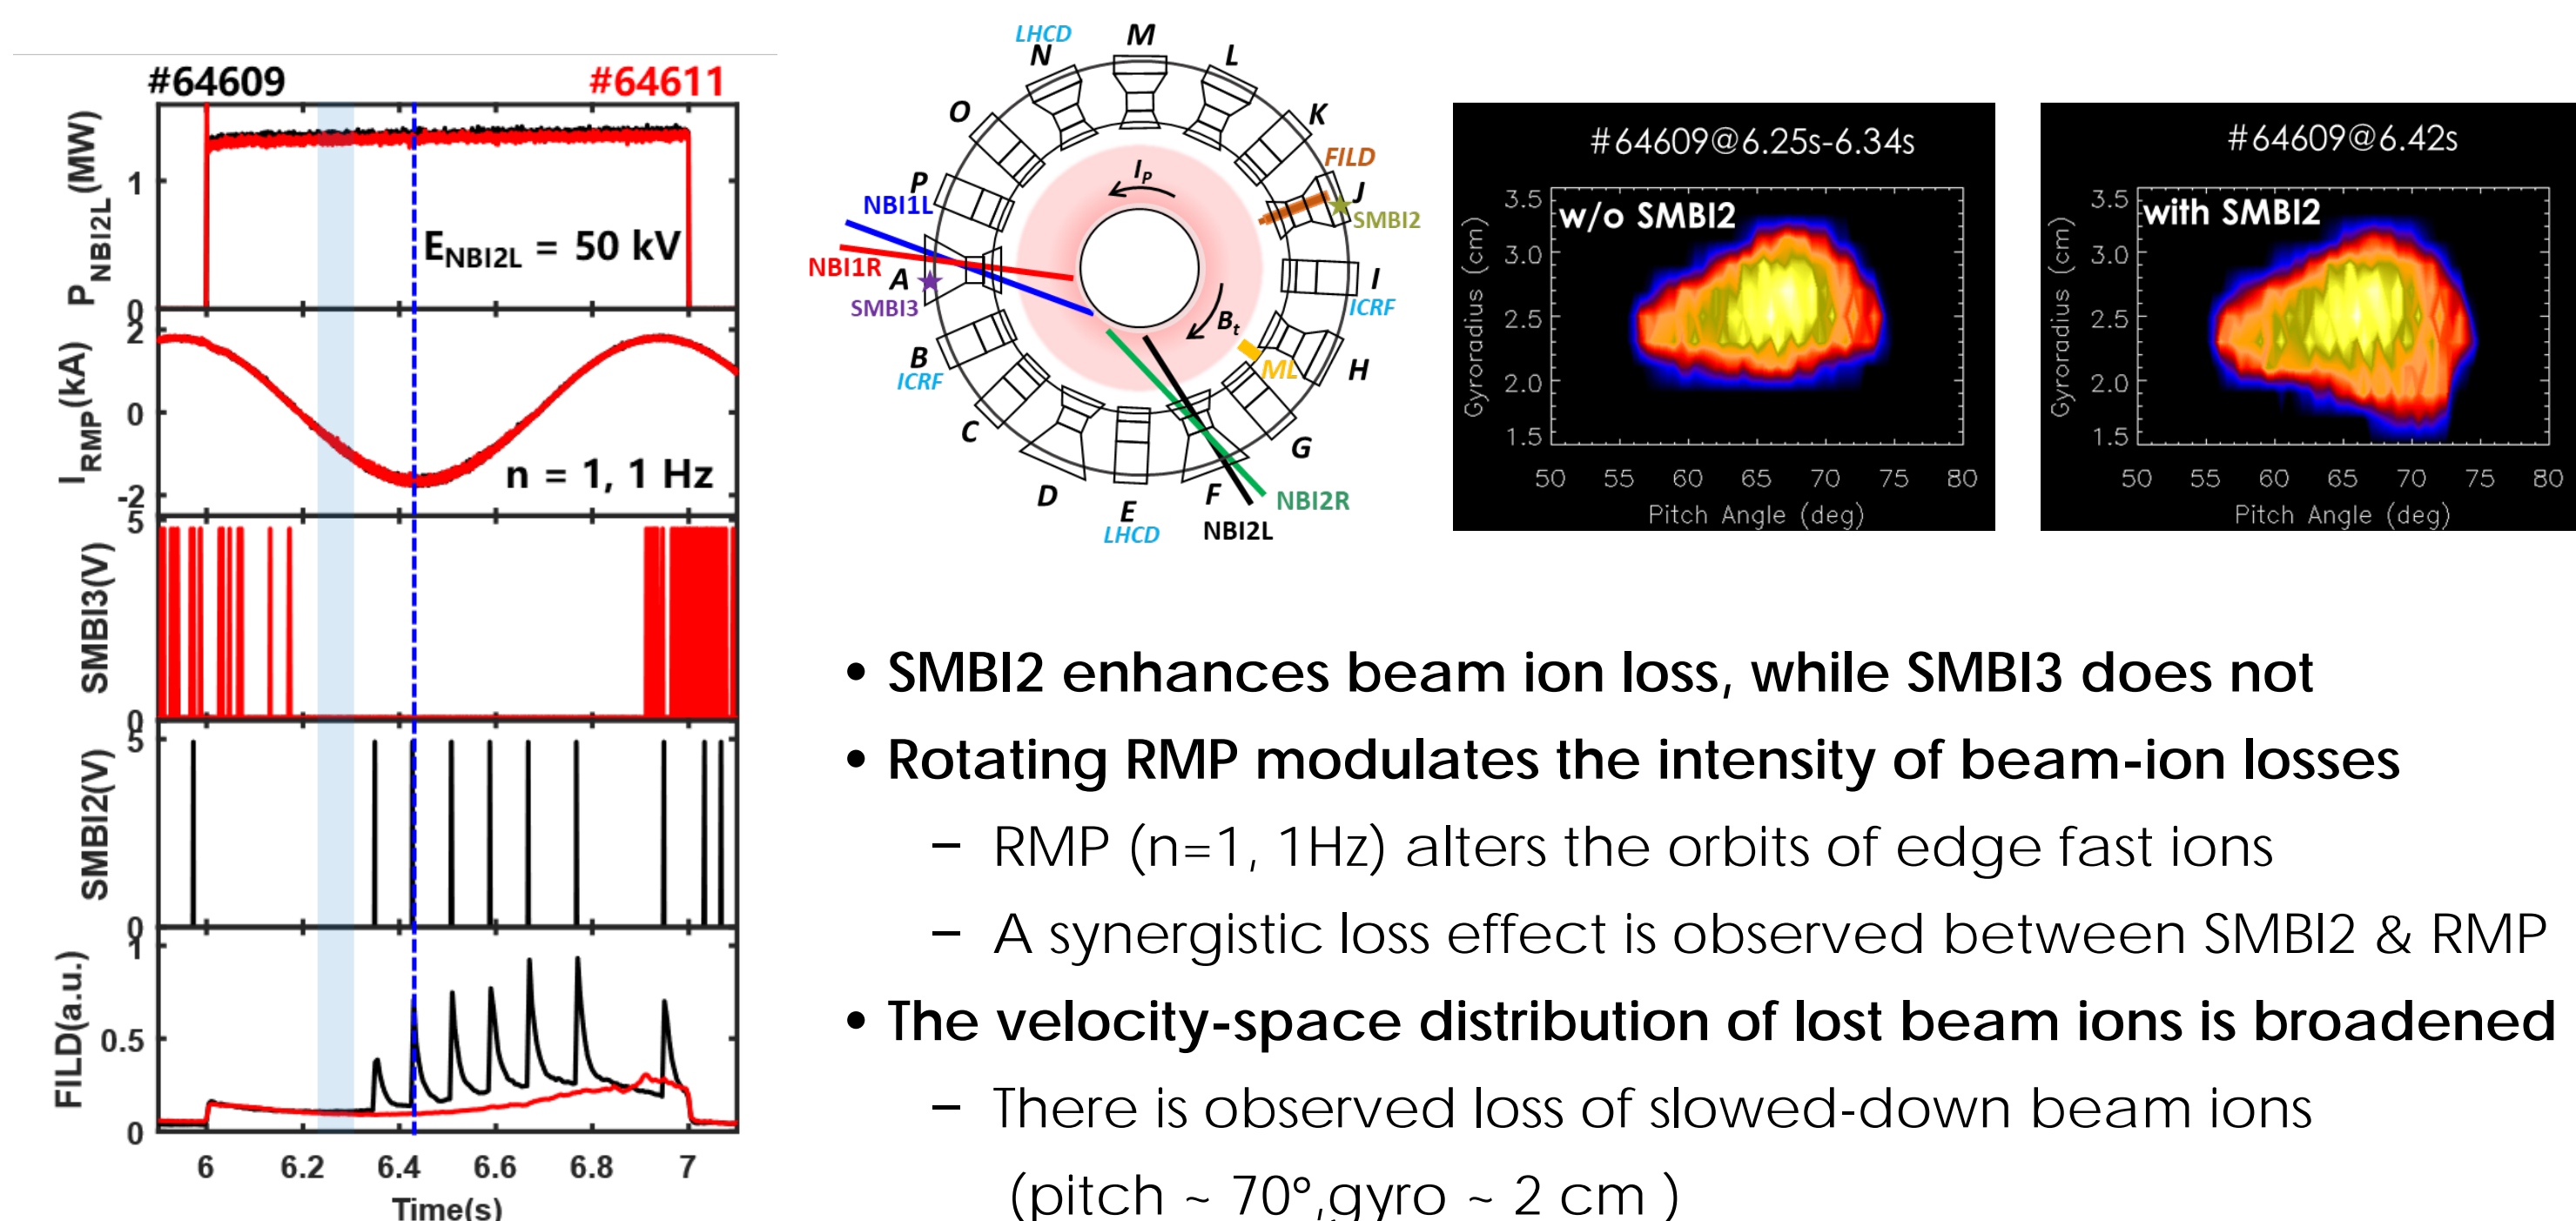 #64609
#64611
P_NBI2L(MW)
1
0
E_NBI2L = 50 kV
I_RMP(kA)
2
0
-2
n = 1, 1 Hz
SMBI3(V)
5
0
SMBI2(V)
5
0
FILD(a.u.)
1
0.5
0
6 6.2 6.4 6.6 6.8 7
Time(s)
LHCD
N
M
L
K
O
P
FILD
J
SMBI2
NBI1L
NBI1R
A
SMBI3
I_P
B_t
I
ICRF
B
ICRF
ML
H
C
G
D
E
LHCD
F
NBI2R
NBI2L
#64609@6.25s-6.34s
w/o SMBI2
Gyroradius (cm)
3.5
3.0
2.5
2.0
1.5
50 55 60 65 70 75 80
Pitch Angle (deg)
#64609@6.42s
with SMBI2
Gyroradius (cm)
3.5
3.0
2.5
2.0
1.5
50 55 60 65 70 75 80
Pitch Angle (deg)
• SMBI2 enhances beam ion loss, while SMBI3 does not
• Rotating RMP modulates the intensity of beam-ion losses
– RMP (n=1, 1Hz) alters the orbits of edge fast ions
– A synergistic loss effect is observed between SMBI2 & RMP
• The velocity-space distribution of lost beam ions is broadened
– There is observed loss of slowed-down beam ions
(pitch ~ 70°,gyro ~ 2 cm )